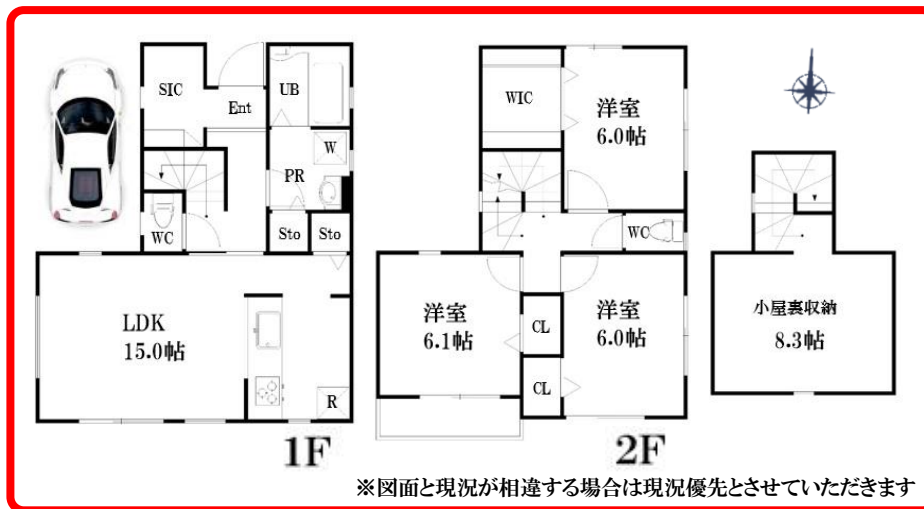 SIC
Ent
UB
W
PR
WC
Sto
Sto
LDK
15.0帖
R
1F
WIC
洋室
6.0帖
WC
洋室
6.1帖
CL
洋室
6.0帖
CL
2F
小屋裏収納
8.3帖
※図面と現況が相違する場合は現況優先とさせていただきます